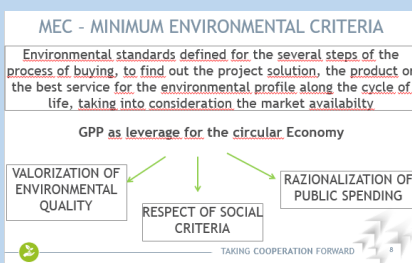 MEC – MINIMUM ENVIRONMENTAL CRITERIA
Environmental standards defined for the several steps of the
process of buying, to find out the project solution, the product or
the best service for the environmental profile along the cycle of
life, taking into consideration the market availabilty
GPP as leverage for the circular Economy
VALORIZATION OF
ENVIRONMENTAL
QUALITY
RESPECT OF SOCIAL
CRITERIA
RAZIONALIZATION OF
PUBLIC SPENDING
TAKING COOPERATION FORWARD
8